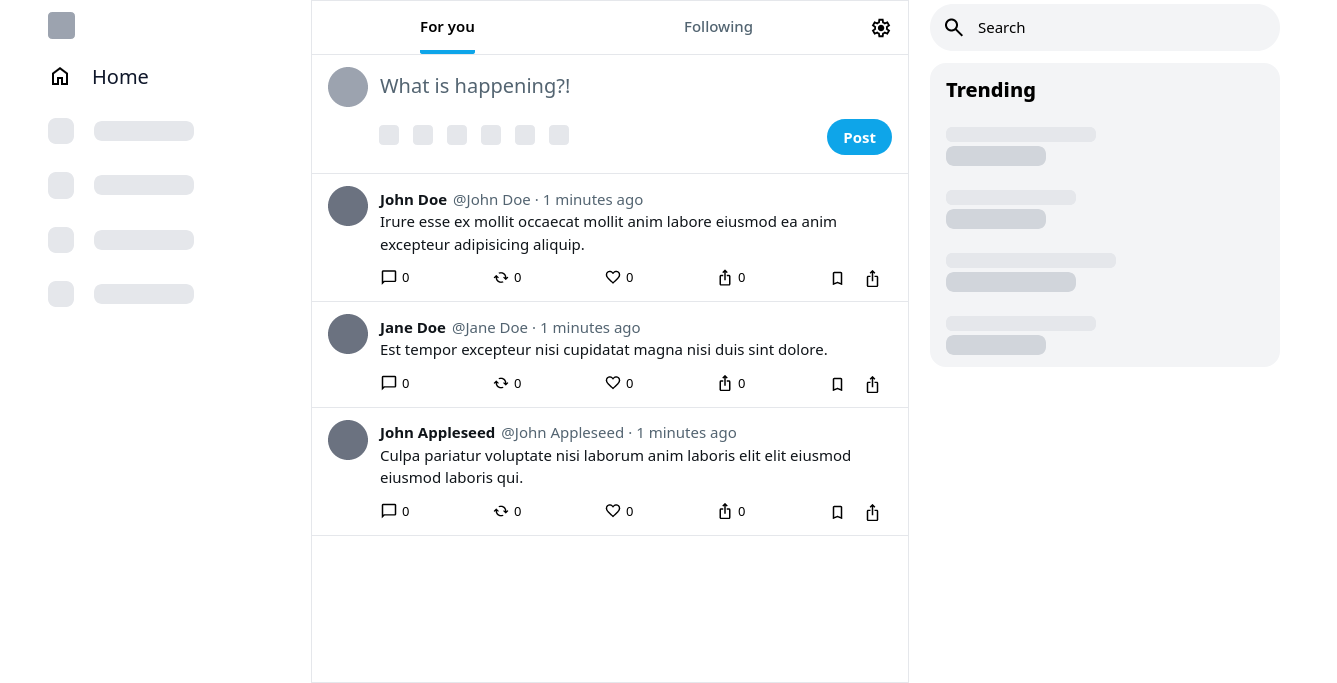 Home
For you
Following
What is happening?!
Post
John Doe @John Doe · 1 minutes ago
Irure esse ex mollit occaecat mollit anim labore eiusmod ea anim
excepteur adipisicing aliquip.
0 0 0 0
Jane Doe @Jane Doe · 1 minutes ago
Est tempor excepteur nisi cupidatat magna nisi duis sint dolore.
0 0 0 0
John Appleseed @John Appleseed · 1 minutes ago
Culpa pariatur voluptate nisi laborum anim laboris elit elit eiusmod
eiusmod laboris qui.
0 0 0 0
Search
Trending